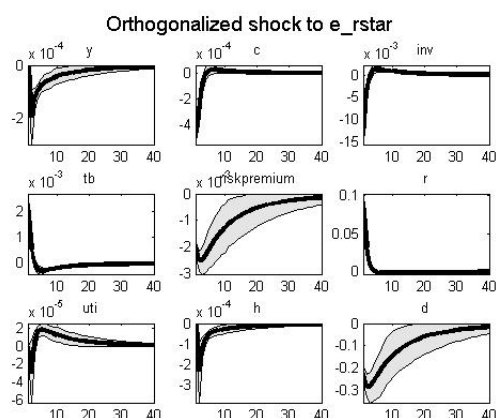 Orthogonalized shock to e_rstar
x 10⁻⁴ y
x 10⁻⁴ c
x 10⁻³ inv
0
-2
10 20 30 40
0
-2
-4
10 20 30 40
0
-5
-10
-15
10 20 30 40
x 10⁻³ tb
x 10⁻³ riskpremium
r
2
0
10 20 30 40
0
-1
-2
-3
10 20 30 40
0.1
0.05
0
10 20 30 40
x 10⁻⁵ uti
x 10⁻⁴ h
d
2
0
-2
-4
-6
10 20 30 40
0
-1
-2
-3
10 20 30 40
0
-0.1
-0.2
-0.3
10 20 30 40